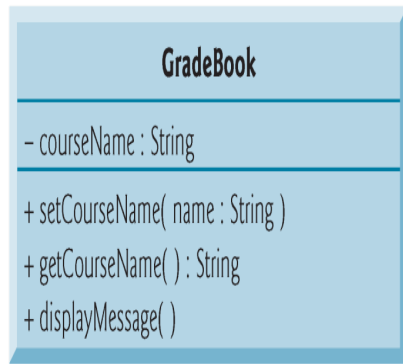 GradeBook
– courseName : String
+ setCourseName( name : String )
+ getCourseName( ) : String
+ displayMessage( )